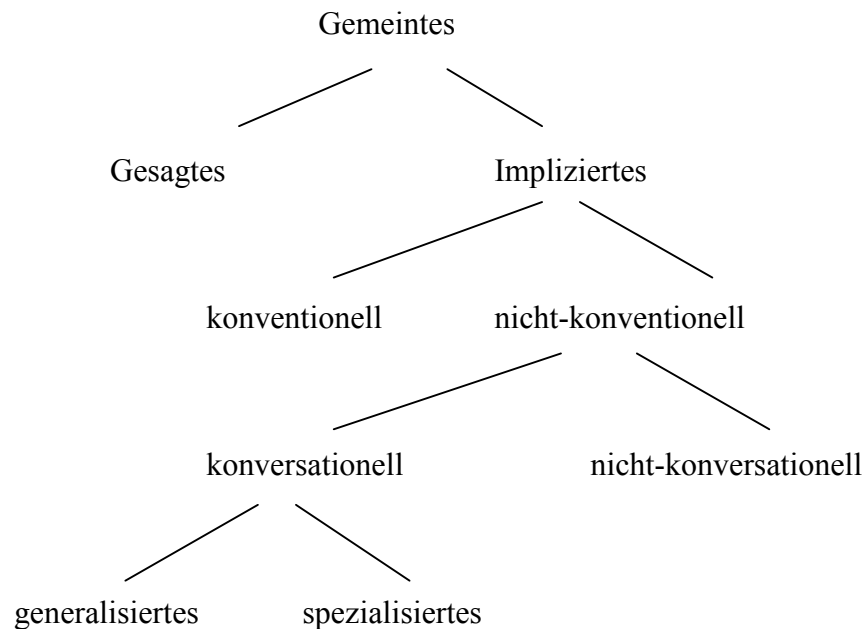 Gemeintes
Gesagtes Impliziertes
konventionell nicht-konventionell
konversationell nicht-konversationell
generalisiertes spezialisiertes